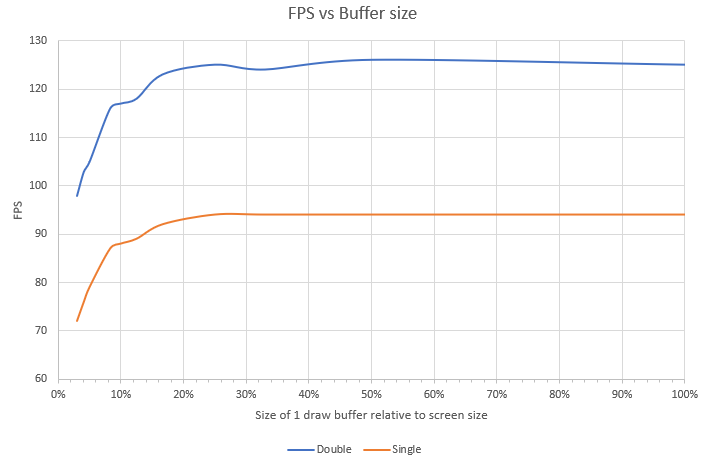 FPS vs Buffer size
130
120
110
100
90
80
70
60
FPS
0% 10% 20% 30% 40% 50% 60% 70% 80% 90% 100%
Size of 1 draw buffer relative to screen size
Double Single